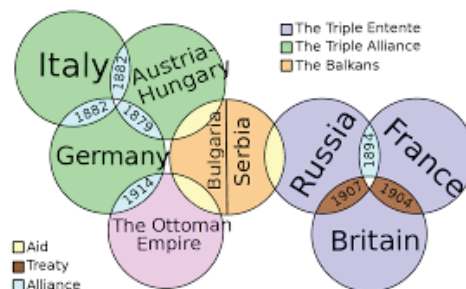 Italy
1882
Austria-
Hungary
1882
1879
Germany
1914
The Ottoman
Empire
Bulgaria
Serbia
Russia
1894
France
1907
1904
Britain
The Triple Entente
The Triple Alliance
The Balkans
Aid
Treaty
Alliance